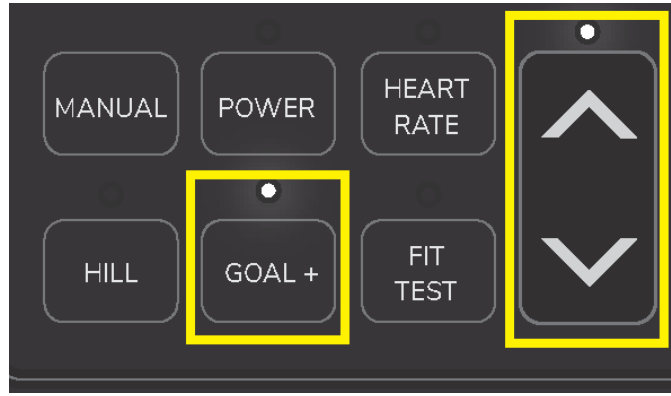 MANUAL
POWER
HEART
RATE
HILL
GOAL +
FIT
TEST